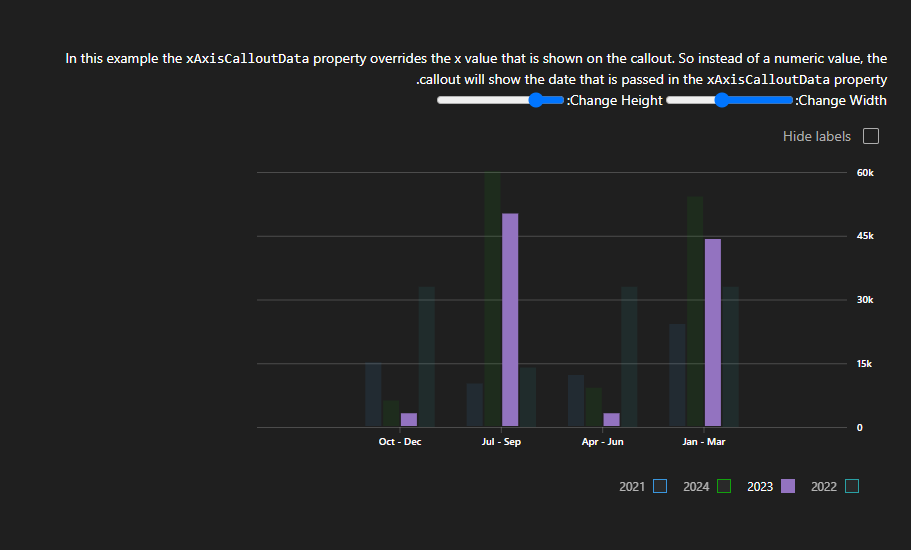 In this example the xAxisCalloutData property overrides the x value that is shown on the callout. So instead of a numeric value, the
.callout will show the date that is passed in the xAxisCalloutData property
:Change Height :Change Width
Hide labels
60k
45k
30k
15k
0
Oct - Dec Jul - Sep Apr - Jun Jan - Mar
2021 2024 2023 2022